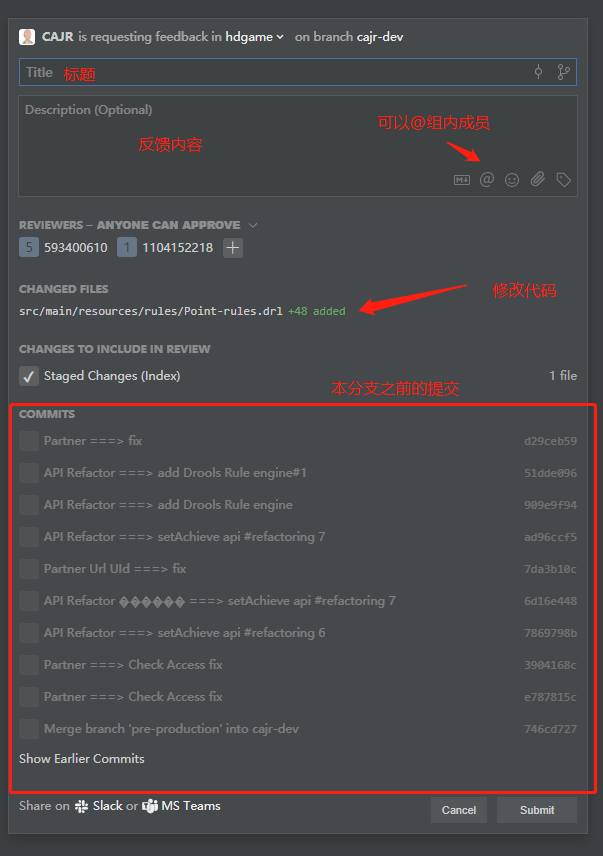 CAJR is requesting feedback in hdgame on branch cajr-dev
Title 标题
Description (Optional)
可以@组内成员
反馈内容
REVIEWERS – ANYONE CAN APPROVE
5 593400610 1 1104152218 +
CHANGED FILES
修改代码
src/main/resources/rules/Point-rules.drl +48 added
CHANGES TO INCLUDE IN REVIEW
Staged Changes (Index) 1 file
本分支之前的提交
COMMITS
Partner ===> fix d29ceb59
API Refactor ===> add Drools Rule engine#1 51dde096
API Refactor ===> add Drools Rule engine 909e9f94
API Refactor ===> setAchieve api #refactoring 7 ad96ccf5
Partner Url UId ===> fix 7da3b10c
API Refactor ������ ===> setAchieve api #refactoring 7 6d16e448
API Refactor ===> setAchieve api #refactoring 6 7869798b
Partner ===> Check Access fix 3904168c
Partner ===> Check Access fix e787815c
Merge branch 'pre-production' into cajr-dev 746cd727
Show Earlier Commits
Share on Slack or MS Teams
Cancel Submit